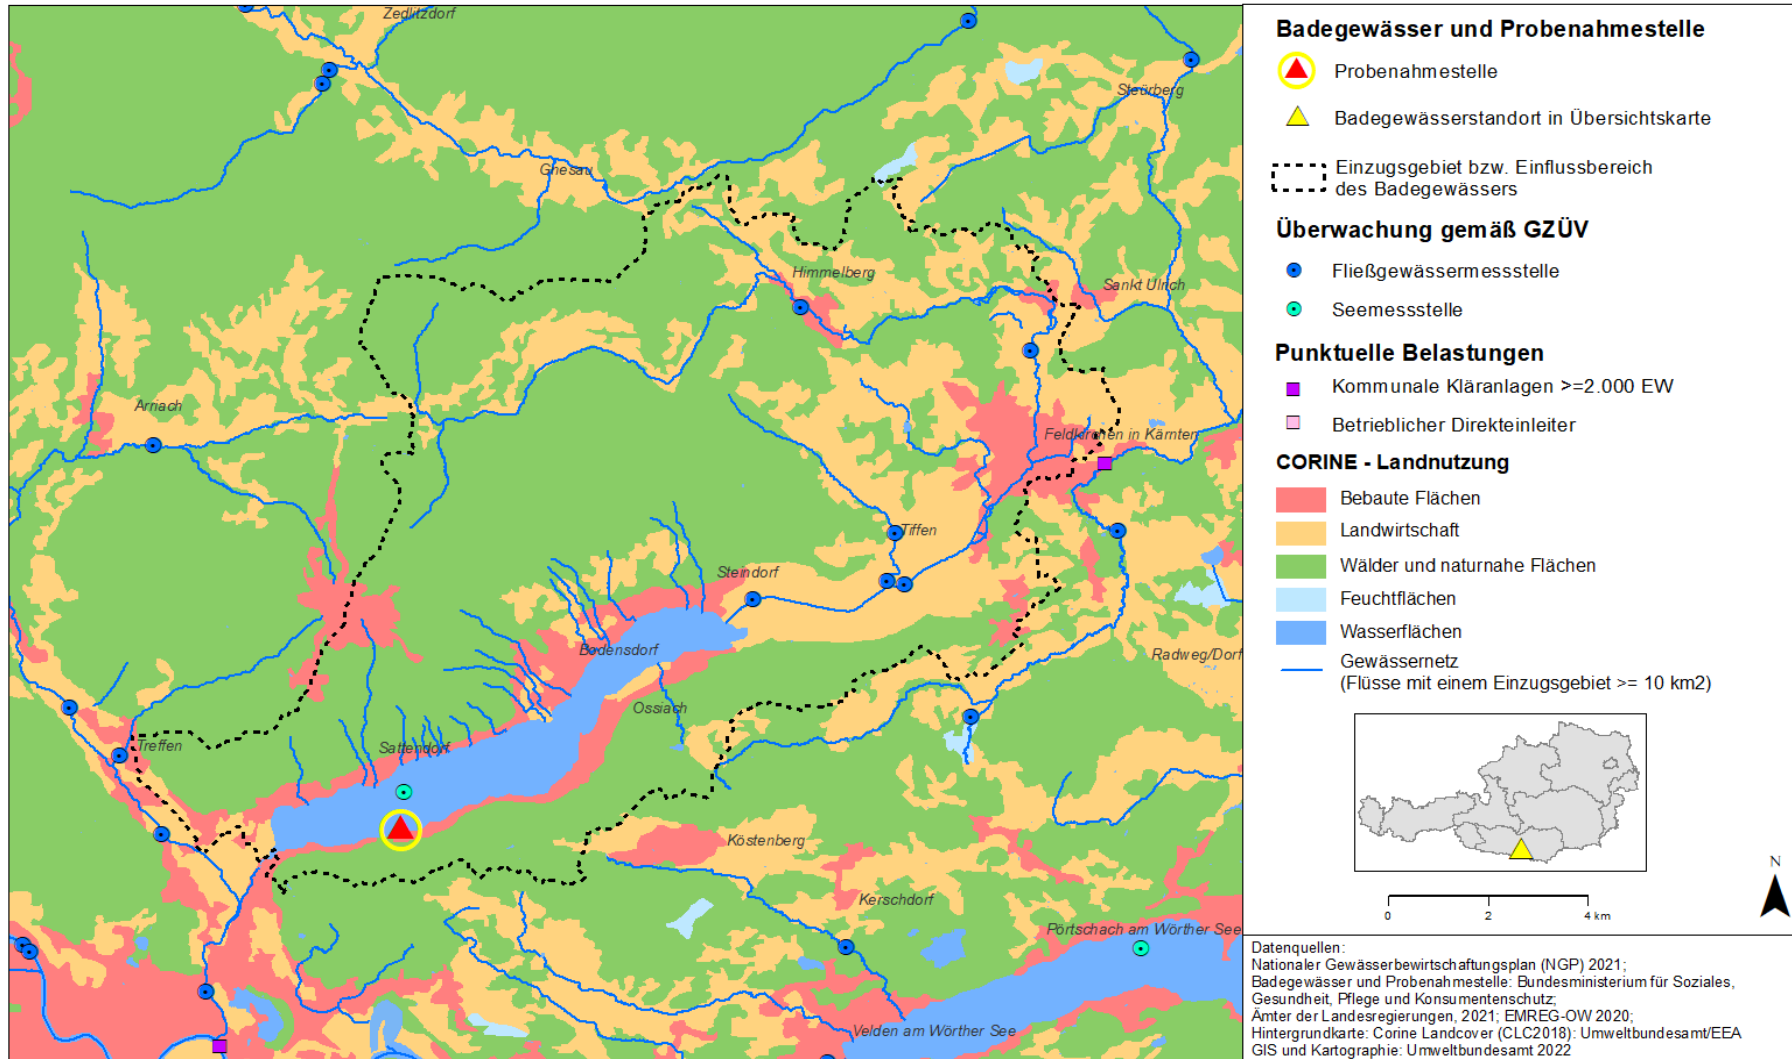 Zedlitzdorf
Steürberg
Gnesau
Himmelberg
Sankt Ulrich
Arriach
Feldkirchen in Kärnten
Tiffen
Steindorf
Bodensdorf
Radweg/Dorf
Ossiach
Treffen
Sattendorf
Köstenberg
Kerschdorf
Pörtschach am Wörther See
Velden am Wörther See
Badegewässer und Probenahmestelle
Probenahmestelle
Badegewässerstandort in Übersichtskarte
Einzugsgebiet bzw. Einflussbereich
des Badegewässers
Überwachung gemäß GZÜV
Fließgewässermessstelle
Seemessstelle
Punktuelle Belastungen
Kommunale Kläranlagen >=2.000 EW
Betrieblicher Direkteinleiter
CORINE - Landnutzung
Bebaute Flächen
Landwirtschaft
Wälder und naturnahe Flächen
Feuchtflächen
Wasserflächen
Gewässernetz
(Flüsse mit einem Einzugsgebiet >= 10 km2)
N
0 2 4 km
Datenquellen:
Nationaler Gewässerbewirtschaftungsplan (NGP) 2021;
Badegewässer und Probenahmestelle: Bundesministerium für Soziales,
Gesundheit, Pflege und Konsumentenschutz;
Ämter der Landesregierungen, 2021; EMREG-OW 2020;
Hintergrundkarte: Corine Landcover (CLC2018): Umweltbundesamt/EEA
GIS und Kartographie: Umweltbundesamt 2022